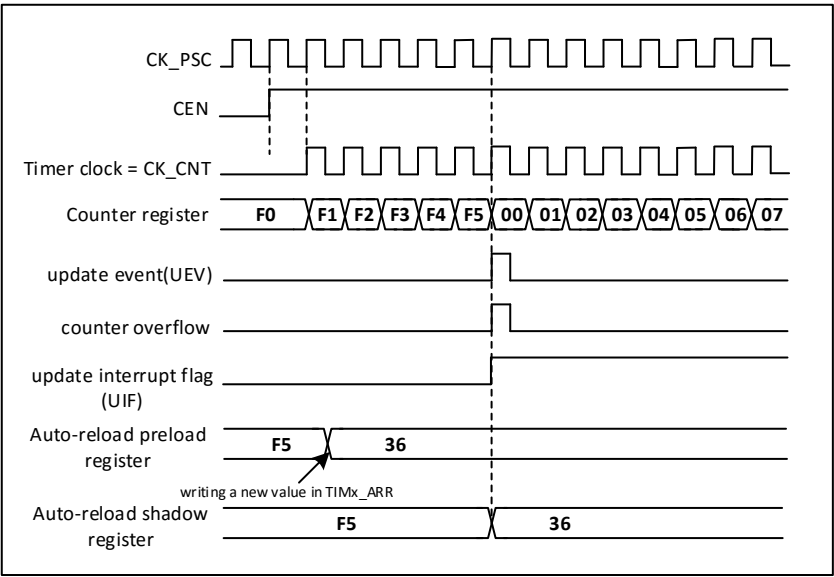 CK_PSC
CEN
Timer clock = CK_CNT
Counter register F0 F1 F2 F3 F4 F5 00 01 02 03 04 05 06 07
update event(UEV)
counter overflow
update interrupt flag
(UIF)
Auto-reload preload
register
F5 36
writing a new value in TIMx_ARR
Auto-reload shadow
register
F5 36